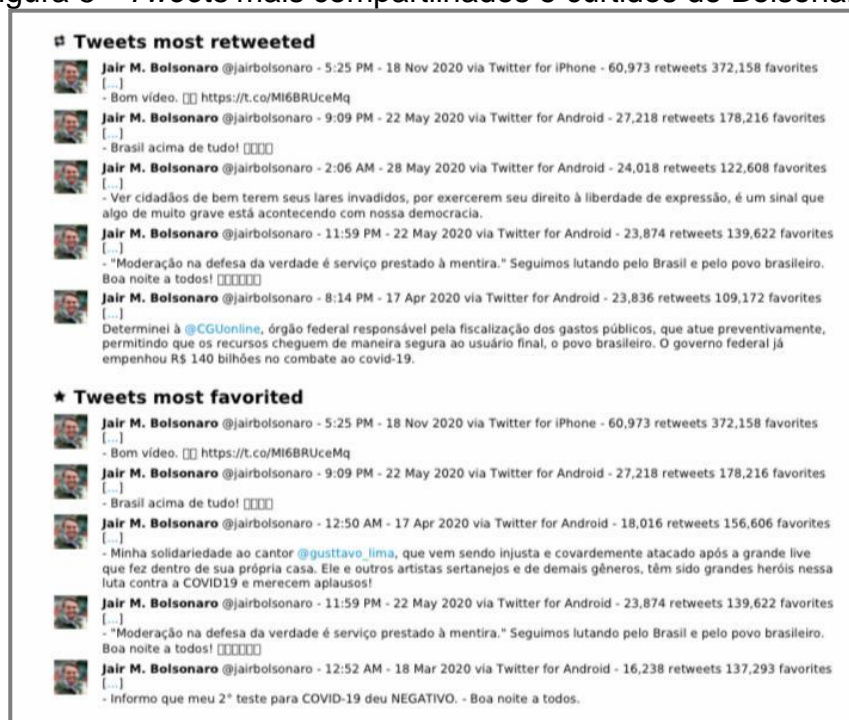 Tweets mais compartilhados e curtidos
Tweets most retweeted
Jair M. Bolsonaro @jairbolsonaro - 5:25 PM - 18 Nov 2020 via Twitter for iPhone - 60,973 retweets 372,158 favorites
[...]
- Bom vídeo. https://t.co/MI6BRUceMq
Jair M. Bolsonaro @jairbolsonaro - 9:09 PM - 22 May 2020 via Twitter for Android - 27,218 retweets 178,216 favorites
[...]
- Brasil acima de tudo!
Jair M. Bolsonaro @jairbolsonaro - 2:06 AM - 28 May 2020 via Twitter for Android - 24,018 retweets 122,608 favorites
[...]
- Ver cidadãos de bem terem seus lares invadidos, por exercerem seu direito à liberdade de expressão, é um sinal que
algo de muito grave está acontecendo com nossa democracia.
Jair M. Bolsonaro @jairbolsonaro - 11:59 PM - 22 May 2020 via Twitter for Android - 23,874 retweets 139,622 favorites
[...]
- "Moderação na defesa da verdade é serviço prestado à mentira." Seguimos lutando pelo Brasil e pelo povo brasileiro.
Boa noite a todos!
Jair M. Bolsonaro @jairbolsonaro - 8:14 PM - 17 Apr 2020 via Twitter for Android - 23,836 retweets 109,172 favorites
[...]
Determinei à @CGUonline, órgão federal responsável pela fiscalização dos gastos públicos, que atue preventivamente,
permitindo que os recursos cheguem de maneira segura ao usuário final, o povo brasileiro. O governo federal já
empenhou R$ 140 bilhões no combate ao covid-19.
Tweets most favorited
Jair M. Bolsonaro @jairbolsonaro - 5:25 PM - 18 Nov 2020 via Twitter for iPhone - 60,973 retweets 372,158 favorites
[...]
- Bom vídeo. https://t.co/MI6BRUceMq
Jair M. Bolsonaro @jairbolsonaro - 9:09 PM - 22 May 2020 via Twitter for Android - 27,218 retweets 178,216 favorites
[...]
- Brasil acima de tudo!
Jair M. Bolsonaro @jairbolsonaro - 12:50 AM - 17 Apr 2020 via Twitter for Android - 18,016 retweets 156,606 favorites
[...]
- Minha solidariedade ao cantor @gusttavo_lima, que vem sendo injusta e covardemente atacado após a grande live
que fez dentro de sua própria casa. Ele e outros artistas sertanejos e de demais gêneros, têm sido grandes heróis nessa
luta contra a COVID19 e merecem aplausos!
Jair M. Bolsonaro @jairbolsonaro - 11:59 PM - 22 May 2020 via Twitter for Android - 23,874 retweets 139,622 favorites
[...]
- "Moderação na defesa da verdade é serviço prestado à mentira." Seguimos lutando pelo Brasil e pelo povo brasileiro.
Boa noite a todos!
Jair M. Bolsonaro @jairbolsonaro - 12:52 AM - 18 Mar 2020 via Twitter for Android - 16,238 retweets 137,293 favorites
[...]
- Informo que meu 2° teste para COVID-19 deu NEGATIVO. - Boa noite a todos.